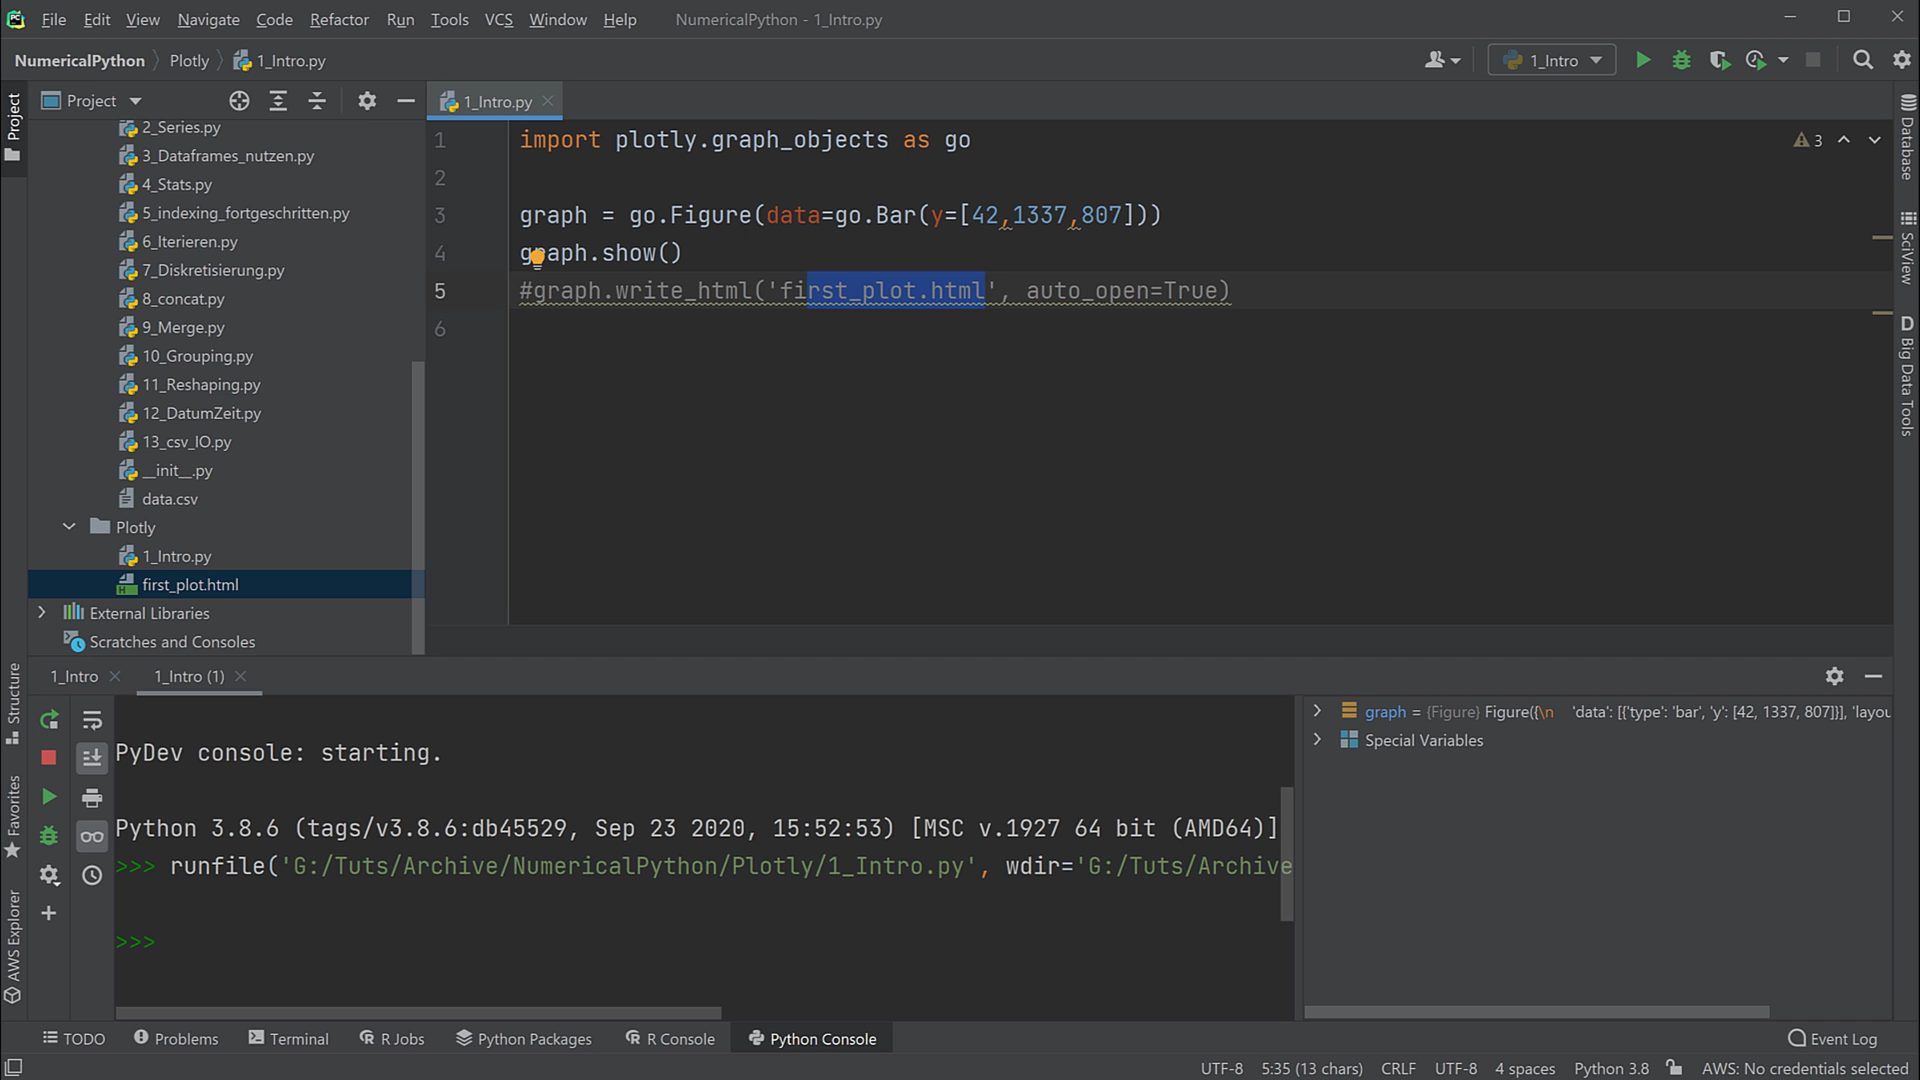 File Edit View Navigate Code Refactor Run Tools VCS Window Help NumericalPython - 1_Intro.py
NumericalPython Plotly 1_Intro.py 1_Intro
Project
Project
1_Intro.py
2_Series.py
3_Dataframes_nutzen.py
4_Stats.py
5_indexing_fortgeschritten.py
6_Iterieren.py
7_Diskretisierung.py
8_concat.py
9_Merge.py
10_Grouping.py
11_Reshaping.py
12_DatumZeit.py
13_csv_IO.py
__init__.py
data.csv
Plotly
1_Intro.py
first_plot.html
External Libraries
Scratches and Consoles
1 import plotly.graph_objects as go
2
3 graph = go.Figure(data=go.Bar(y=[42,1337,807]))
4 graph.show()
5 #graph.write_html('first_plot.html', auto_open=True)
6
3
Database
SciView
D Big Data Tools
Structure
Favorites
AWS Explorer
1_Intro 1_Intro (1)
PyDev console: starting.
Python 3.8.6 (tags/v3.8.6:db45529, Sep 23 2020, 15:52:53) [MSC v.1927 64 bit (AMD64)]
>>> runfile('G:/Tuts/Archive/NumericalPython/Plotly/1_Intro.py', wdir='G:/Tuts/Archive
>>>
graph = {Figure} Figure({\n 'data': [{'type': 'bar', 'y': [42, 1337, 807]}], 'layou
Special Variables
TODO Problems Terminal R Jobs Python Packages R Console Python Console Event Log
UTF-8 5:35 (13 chars) CRLF UTF-8 4 spaces Python 3.8 AWS: No credentials selected